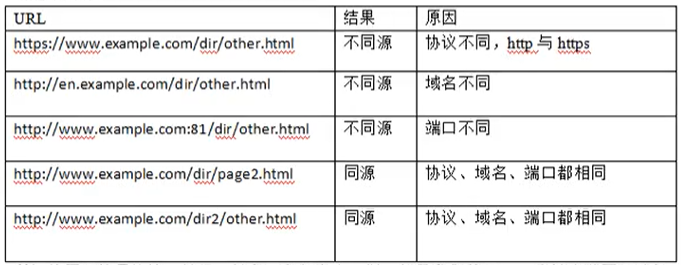 URL 结果 原因
https://www.example.com/dir/other.html 不同源 协议不同，http 与 https
http://en.example.com/dir/other.html 不同源 域名不同
http://www.example.com:81/dir/other.html 不同源 端口不同
http://www.example.com/dir/page2.html 同源 协议、域名、端口都相同
http://www.example.com/dir2/other.html 同源 协议、域名、端口都相同